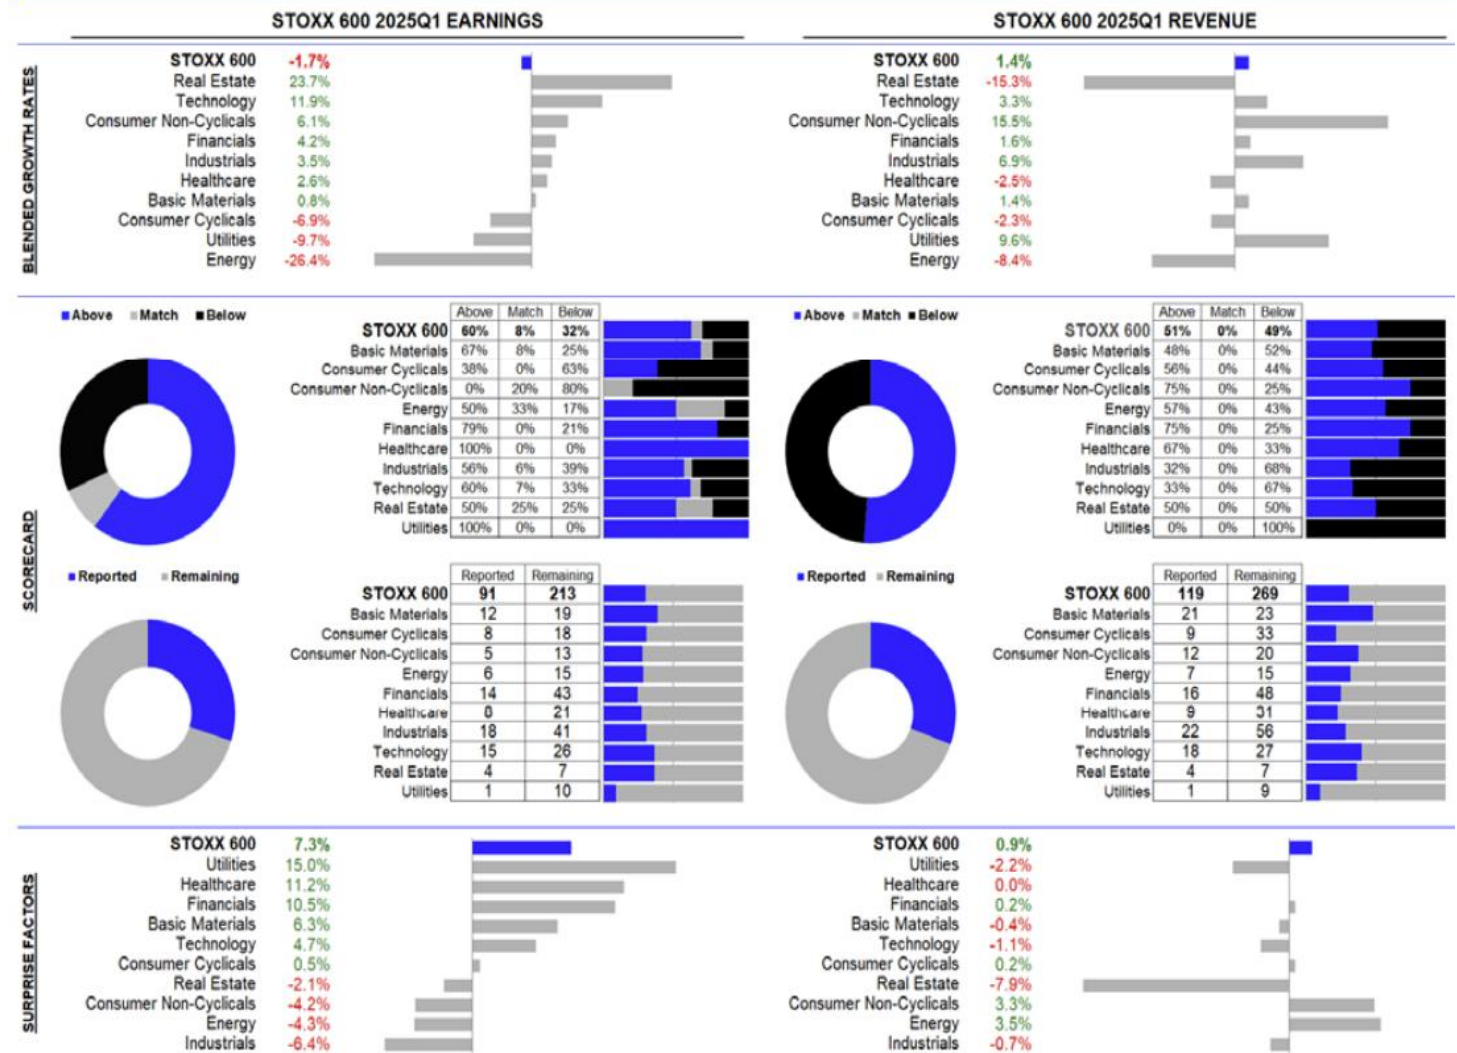 STOXX 600 2025Q1 EARNINGS
STOXX 600 2025Q1 REVENUE
BLENDED GROWTH RATES
STOXX 600 -1.7%
Real Estate 23.7%
Technology 11.9%
Consumer Non-Cyclicals 6.1%
Financials 4.2%
Industrials 3.5%
Healthcare 2.6%
Basic Materials 0.8%
Consumer Cyclicals -6.9%
Utilities -9.7%
Energy -26.4%
STOXX 600 1.4%
Real Estate -15.3%
Technology 3.3%
Consumer Non-Cyclicals 15.5%
Financials 1.6%
Industrials 6.9%
Healthcare -2.5%
Basic Materials 1.4%
Consumer Cyclicals -2.3%
Utilities 9.6%
Energy -8.4%
SCORECARD
Above Match Below
Above Match Below
STOXX 600 60% 8% 32%
Basic Materials 67% 8% 25%
Consumer Cyclicals 38% 0% 63%
Consumer Non-Cyclicals 0% 20% 80%
Energy 50% 33% 17%
Financials 79% 0% 21%
Healthcare 100% 0% 0%
Industrials 56% 6% 39%
Technology 60% 7% 33%
Real Estate 50% 25% 25%
Utilities 100% 0% 0%
Above Match Below
Above Match Below
STOXX 600 51% 0% 49%
Basic Materials 48% 0% 52%
Consumer Cyclicals 56% 0% 44%
Consumer Non-Cyclicals 75% 0% 25%
Energy 57% 0% 43%
Financials 75% 0% 25%
Healthcare 67% 0% 33%
Industrials 32% 0% 68%
Technology 33% 0% 67%
Real Estate 50% 0% 50%
Utilities 0% 0% 100%
Reported Remaining
Reported Remaining
STOXX 600 91 213
Basic Materials 12 19
Consumer Cyclicals 8 18
Consumer Non-Cyclicals 5 13
Energy 6 15
Financials 14 43
Healthcare 8 21
Industrials 18 41
Technology 15 26
Real Estate 4 7
Utilities 1 10
Reported Remaining
Reported Remaining
STOXX 600 119 269
Basic Materials 21 23
Consumer Cyclicals 9 33
Consumer Non-Cyclicals 12 20
Energy 7 15
Financials 16 48
Healthcare 9 31
Industrials 22 56
Technology 18 27
Real Estate 4 7
Utilities 1 9
SURPRISE FACTORS
STOXX 600 7.3%
Utilities 15.0%
Healthcare 11.2%
Financials 10.5%
Basic Materials 6.3%
Technology 4.7%
Consumer Cyclicals 0.5%
Real Estate -2.1%
Consumer Non-Cyclicals -4.2%
Energy -4.3%
Industrials -6.4%
STOXX 600 0.9%
Utilities -2.2%
Healthcare 0.0%
Financials 0.2%
Basic Materials -0.4%
Technology -1.1%
Consumer Cyclicals 0.2%
Real Estate -7.9%
Consumer Non-Cyclicals 3.3%
Energy 3.5%
Industrials -0.7%